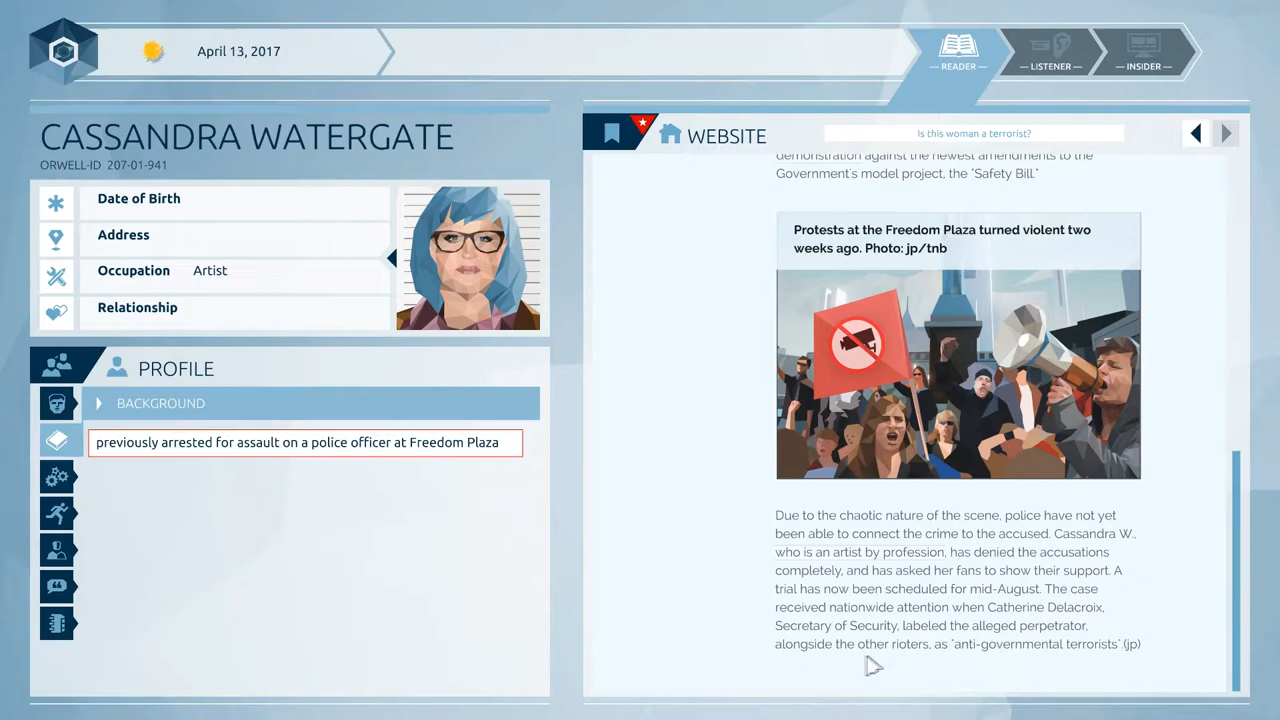 April 13, 2017
— READER —
— LISTENER —
— INSIDER —
CASSANDRA WATERGATE
ORWELL-ID 207-01-941
Date of Birth
Address
Occupation Artist
Relationship
PROFILE
BACKGROUND
previously arrested for assault on a police officer at Freedom Plaza
WEBSITE
Is this woman a terrorist?
demonstration against the newest amendments to the
Government's model project, the "Safety Bill."
Protests at the Freedom Plaza turned violent two
weeks ago. Photo: jp/tnb
Due to the chaotic nature of the scene, police have not yet
been able to connect the crime to the accused. Cassandra W.,
who is an artist by profession, has denied the accusations
completely, and has asked her fans to show their support. A
trial has now been scheduled for mid-August. The case
received nationwide attention when Catherine Delacroix,
Secretary of Security, labeled the alleged perpetrator,
alongside the other rioters, as "anti-governmental terrorists".(jp)